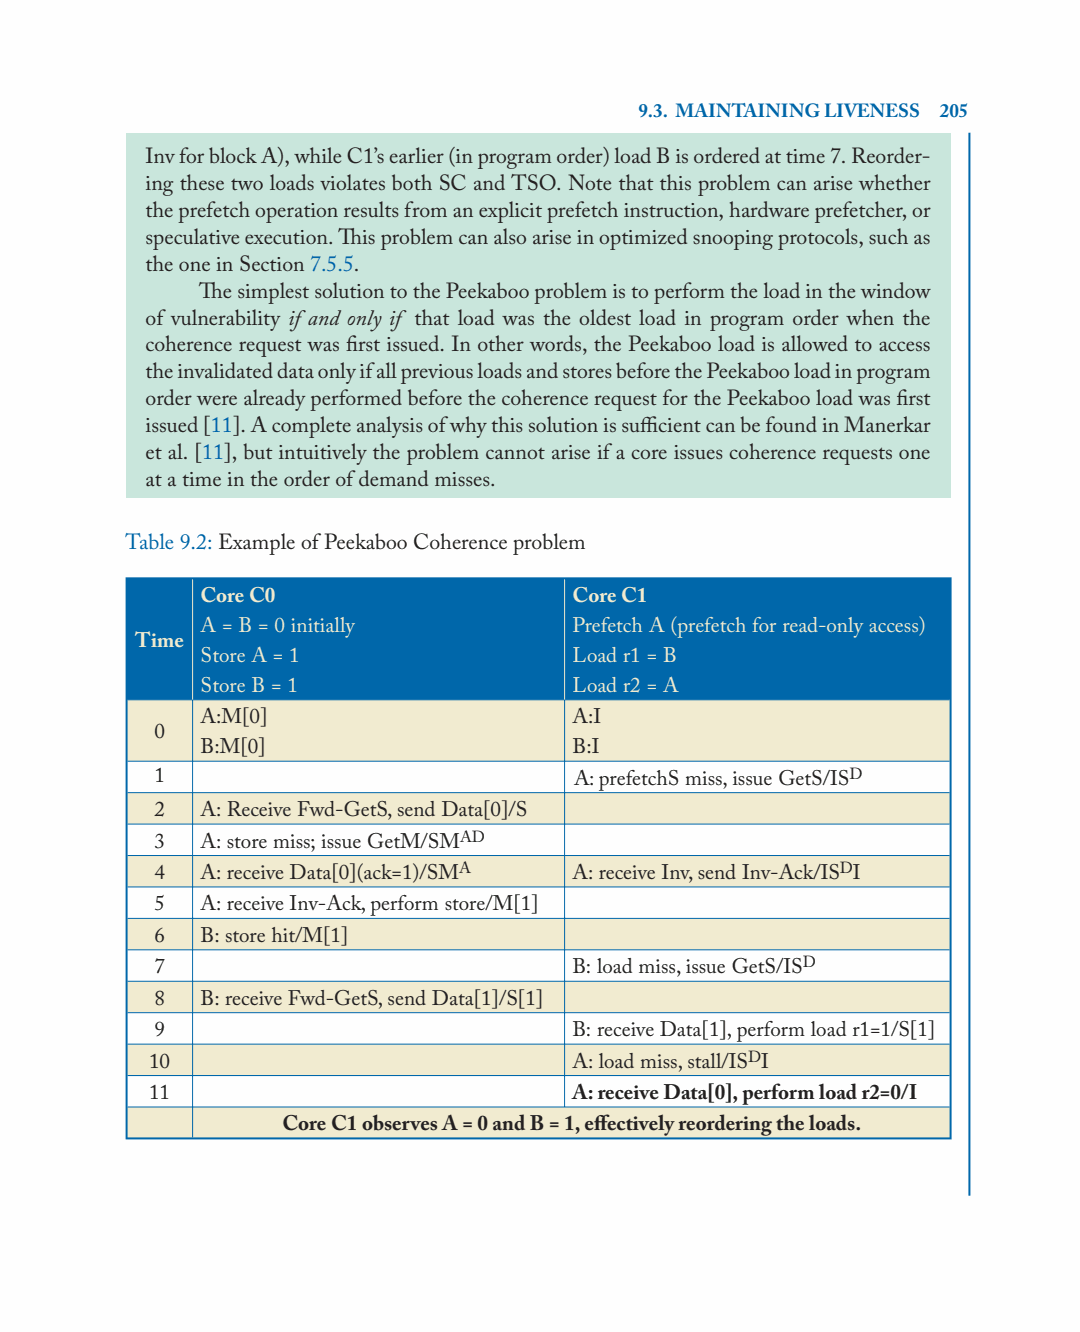 9.3. MAINTAINING LIVENESS 205
Inv for block A), while C1’s earlier (in program order) load B is ordered at time 7. Reorder-
ing these two loads violates both SC and TSO. Note that this problem can arise whether
the prefetch operation results from an explicit prefetch instruction, hardware prefetcher, or
speculative execution. This problem can also arise in optimized snooping protocols, such as
the one in Section 7.5.5.
The simplest solution to the Peekaboo problem is to perform the load in the window
of vulnerability if and only if that load was the oldest load in program order when the
coherence request was first issued. In other words, the Peekaboo load is allowed to access
the invalidated data only if all previous loads and stores before the Peekaboo load in program
order were already performed before the coherence request for the Peekaboo load was first
issued [11]. A complete analysis of why this solution is sufficient can be found in Manerkar
et al. [11], but intuitively the problem cannot arise if a core issues coherence requests one
at a time in the order of demand misses.
Table 9.2: Example of Peekaboo Coherence problem
Time
Core C0
A = B = 0 initially
Store A = 1
Store B = 1
Core C1
Prefetch A (prefetch for read-only access)
Load r1 = B
Load r2 = A
0
A:M[0]
B:M[0]
A:I
B:I
1 A: prefetchS miss, issue GetS/ISD
2 A: Receive Fwd-GetS, send Data[0]/S
3 A: store miss; issue GetM/SMAD
4 A: receive Data[0](ack=1)/SMA A: receive Inv, send Inv-Ack/ISDI
5 A: receive Inv-Ack, perform store/M[1]
6 B: store hit/M[1]
7 B: load miss, issue GetS/ISD
8 B: receive Fwd-GetS, send Data[1]/S[1]
9 B: receive Data[1], perform load r1=1/S[1]
10 A: load miss, stall/ISDI
11 A: receive Data[0], perform load r2=0/I
Core C1 observes A = 0 and B = 1, effectively reordering the loads.